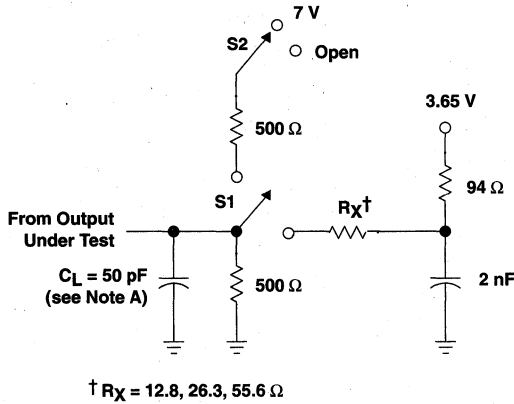 7 V
S2
Open
500 Ω
3.65 V
94 Ω
S1
RX†
From Output
Under Test
CL = 50 pF
(see Note A)
500 Ω
2 nF
† RX = 12.8, 26.3, 55.6 Ω